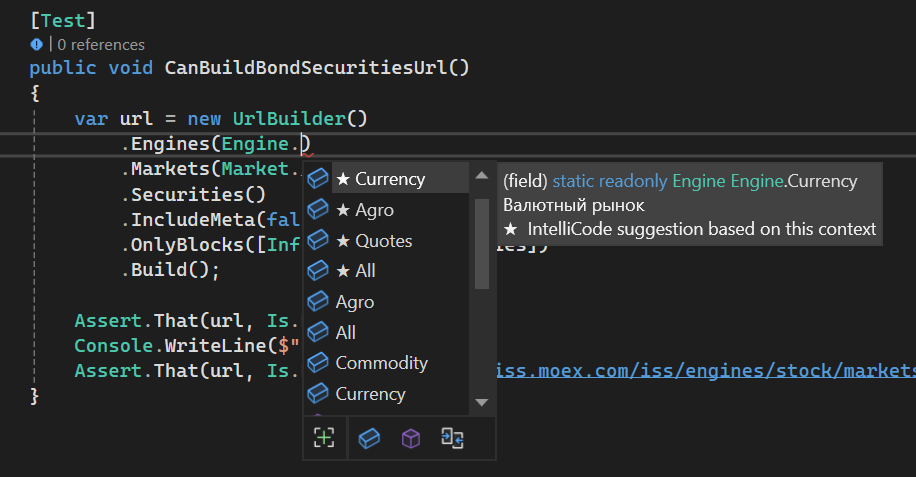 [Test]
0 references
public void CanBuildBondSecuritiesUrl()
{
var url = new UrlBuilder()
.Engines(Engine.)
.Markets(Market.
.Securities()
.IncludeMeta(fal
.OnlyBlocks([Inf
.Build();
Assert.That(url, Is.
Console.WriteLine($"
Assert.That(url, Is. iss.moex.com/iss/engines/stock/markets
}
★ Currency
★ Agro
★ Quotes
★ All
Agro
All
Commodity
Currency
(field) static readonly Engine Engine.Currency
Валютный рынок
★ IntelliCode suggestion based on this context